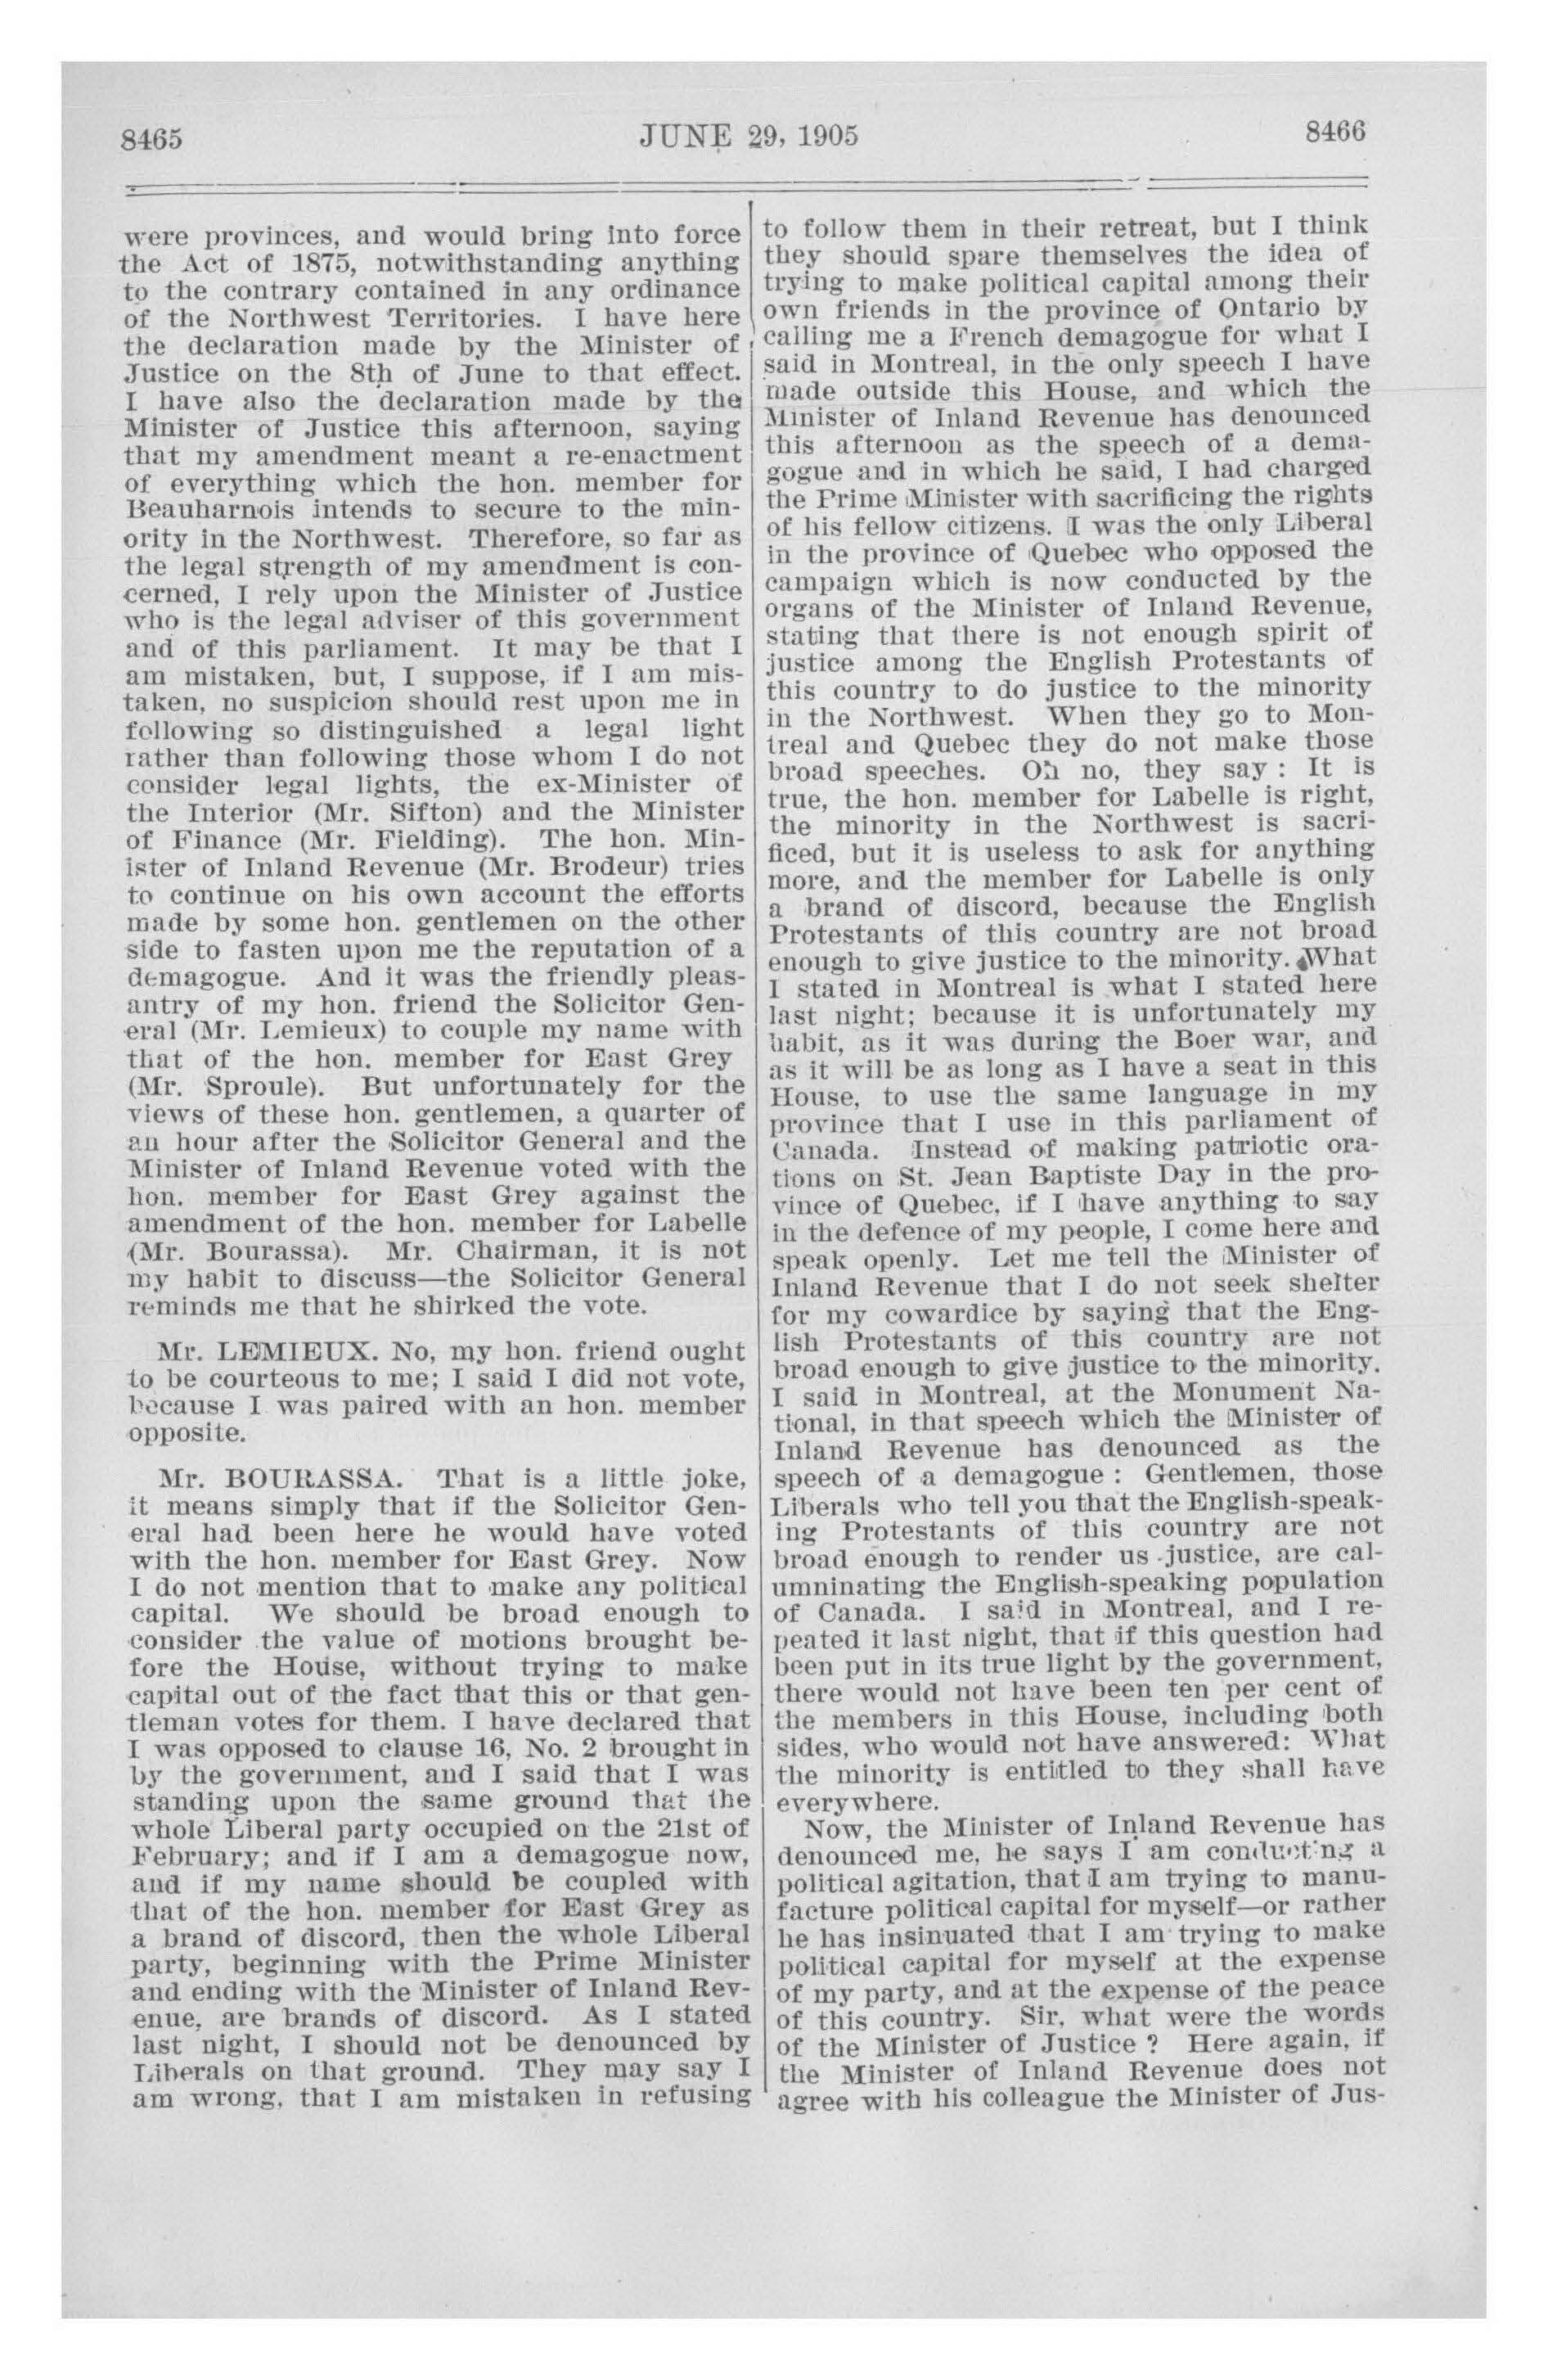 8465
JUNE 29, 1905
8466
were provinces, and would bring into force
the Act of 1875, notwithstanding anything
to the contrary contained in any ordinance
of the Northwest Territories. I have here
the declaration made by the Minister of
Justice on the 8th of June to that effect.
I have also the declaration made by the
Minister of Justice this afternoon, saying
that my amendment meant a re-enactment
of everything which the hon. member for
Beauharnois intends to secure to the min-
ority in the Northwest. Therefore, so far as
the legal strength of my amendment is con-
cerned, I rely upon the Minister of Justice
who is the legal adviser of this government
and of this parliament. It may be that I
am mistaken, but, I suppose, if I am mis-
taken, no suspicion should rest upon me in
following so distinguished a legal light
rather than following those whom I do not
consider legal lights, the ex-Minister of
the Interior (Mr. Sifton) and the Minister
of Finance (Mr. Fielding). The hon. Min-
ister of Inland Revenue (Mr. Brodeur) tries
to continue on his own account the efforts
made by some hon. gentlemen on the other
side to fasten upon me the reputation of a
demagogue. And it was the friendly pleas-
antry of my hon. friend the Solicitor Gen-
eral (Mr. Lemieux) to couple my name with
that of the hon. member for East Grey
(Mr. Sproule). But unfortunately for the
views of these hon. gentlemen, a quarter of
an hour after the Solicitor General and the
Minister of Inland Revenue voted with the
hon. member for East Grey against the
amendment of the hon. member for Labelle
(Mr. Bourassa). Mr. Chairman, it is not
my habit to discuss—the Solicitor General
reminds me that he shirked the vote.
Mr. LEMIEUX. No, my hon. friend ought
to be courteous to me; I said I did not vote,
because I was paired with an hon. member
opposite.
Mr. BOURASSA. That is a little joke,
it means simply that if the Solicitor Gen-
eral had been here he would have voted
with the hon. member for East Grey. Now
I do not mention that to make any political
capital. We should be broad enough to
consider the value of motions brought be-
fore the House, without trying to make
capital out of the fact that this or that gen-
tleman votes for them. I have declared that
I was opposed to clause 16, No. 2 brought in
by the government, and I said that I was
standing upon the same ground that the
whole Liberal party occupied on the 21st of
February; and if I am a demagogue now,
and if my name should be coupled with
that of the hon. member for East Grey as
a brand of discord, then the whole Liberal
party, beginning with the Prime Minister
and ending with the Minister of Inland Rev-
enue, are brands of discord. As I stated
last night, I should not be denounced by
Liberals on that ground. They may say I
am wrong, that I am mistaken in refusing
to follow them in their retreat, but I think
they should spare themselves the idea of
trying to make political capital among their
own friends in the province of Ontario by
calling me a French demagogue for what I
said in Montreal, in the only speech I have
made outside this House, and which the
Minister of Inland Revenue has denounced
this afternoon as the speech of a dema-
gogue and in which he said, I had charged
the Prime Minister with sacrificing the rights
of his fellow citizens. I was the only Liberal
in the province of Quebec who opposed the
campaign which is now conducted by the
organs of the Minister of Inland Revenue,
stating that there is not enough spirit of
justice among the English Protestants of
this country to do justice to the minority
in the Northwest. When they go to Mon-
treal and Quebec they do not make those
broad speeches. Oh no, they say : It is
true, the hon. member for Labelle is right,
the minority in the Northwest is sacri-
ficed, but it is useless to ask for anything
more, and the member for Labelle is only
a brand of discord, because the English
Protestants of this country are not broad
enough to give justice to the minority. What
I stated in Montreal is what I stated here
last night; because it is unfortunately my
habit, as it was during the Boer war, and
as it will be as long as I have a seat in this
House, to use the same language in my
province that I use in this parliament of
Canada. Instead of making patriotic ora-
tions on St. Jean Baptiste Day in the pro-
vince of Quebec, if I have anything to say
in the defence of my people, I come here and
speak openly. Let me tell the Minister of
Inland Revenue that I do not seek shelter
for my cowardice by saying that the Eng-
lish Protestants of this country are not
broad enough to give justice to the minority.
I said in Montreal, at the Monument Na-
tional, in that speech which the Minister of
Inland Revenue has denounced as the
speech of a demagogue : Gentlemen, those
Liberals who tell you that the English-speak-
ing Protestants of this country are not
broad enough to render us justice, are cal-
umninating the English-speaking population
of Canada. I said in Montreal, and I re-
peated it last night, that if this question had
been put in its true light by the government,
there would not have been ten per cent of
the members in this House, including both
sides, who would not have answered: What
the minority is entitled to they shall have
everywhere.
Now, the Minister of Inland Revenue has
denounced me, he says I am conducting a
political agitation, that I am trying to manu-
facture political capital for myself—or rather
he has insinuated that I am trying to make
political capital for myself at the expense
of my party, and at the expense of the peace
of this country. Sir, what were the words
of the Minister of Justice ? Here again, if
the Minister of Inland Revenue does not
agree with his colleague the Minister of Jus-